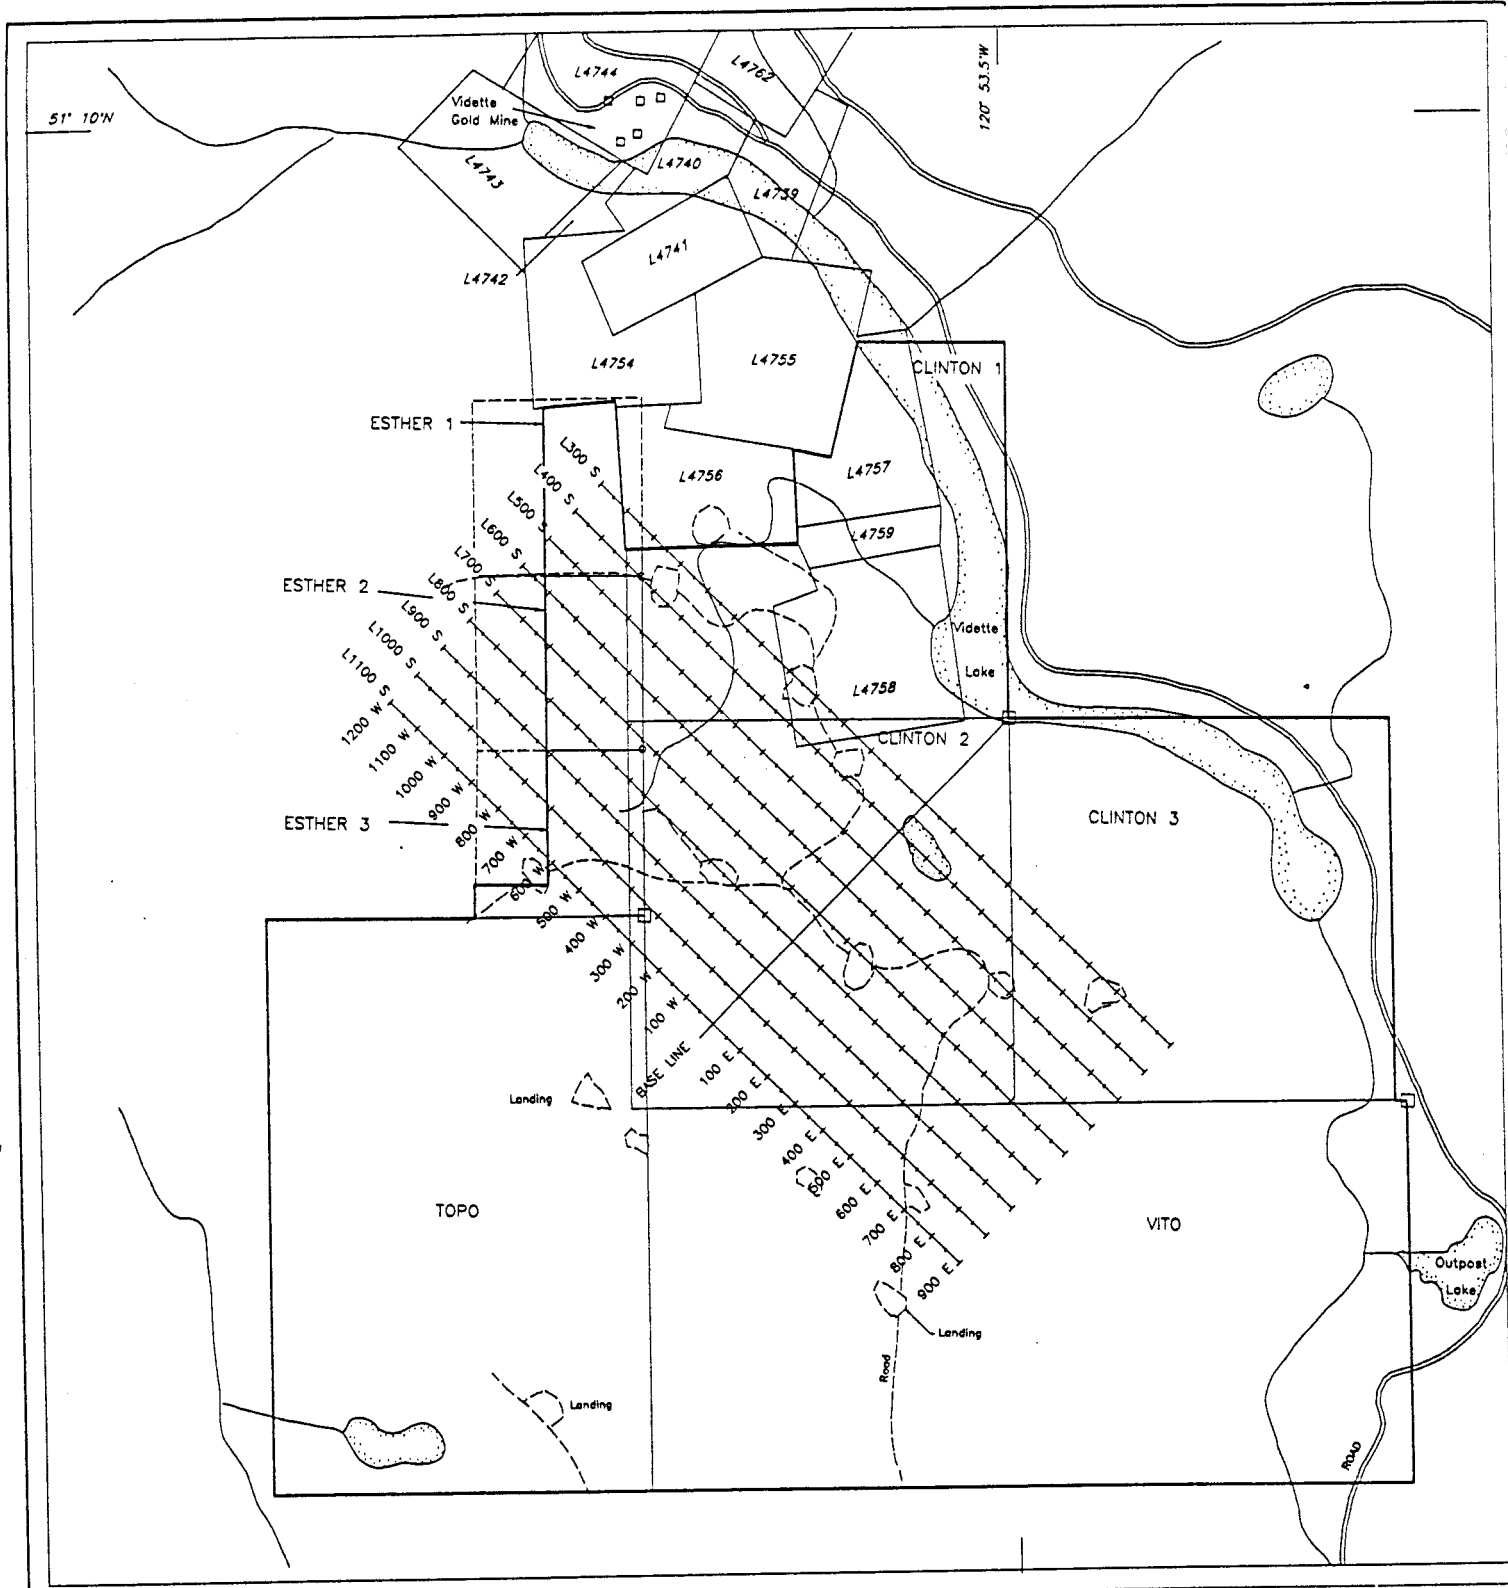 51° 10'N
120° 53.5'W
L4744
L4762
Vidette
Gold Mine
L4743
L4740
L4739
L4742
L4741
L4754
L4755
CLINTON 1
ESTHER 1
L4756
L4757
L4759
L300 S
L400 S
L500 S
L600 S
L700 S
L800 S
L900 S
L1000 S
L1100 S
ESTHER 2
Vidette
Lake
L4758
CLINTON 2
CLINTON 3
ESTHER 3
1200 W
1100 W
1000 W
900 W
800 W
700 W
600 W
500 W
400 W
300 W
200 W
100 W
BASE LINE
100 E
200 E
300 E
400 E
500 E
600 E
700 E
800 E
900 E
Landing
TOPO
VITO
Outpost
Lake
Landing
Road
Landing
ROAD